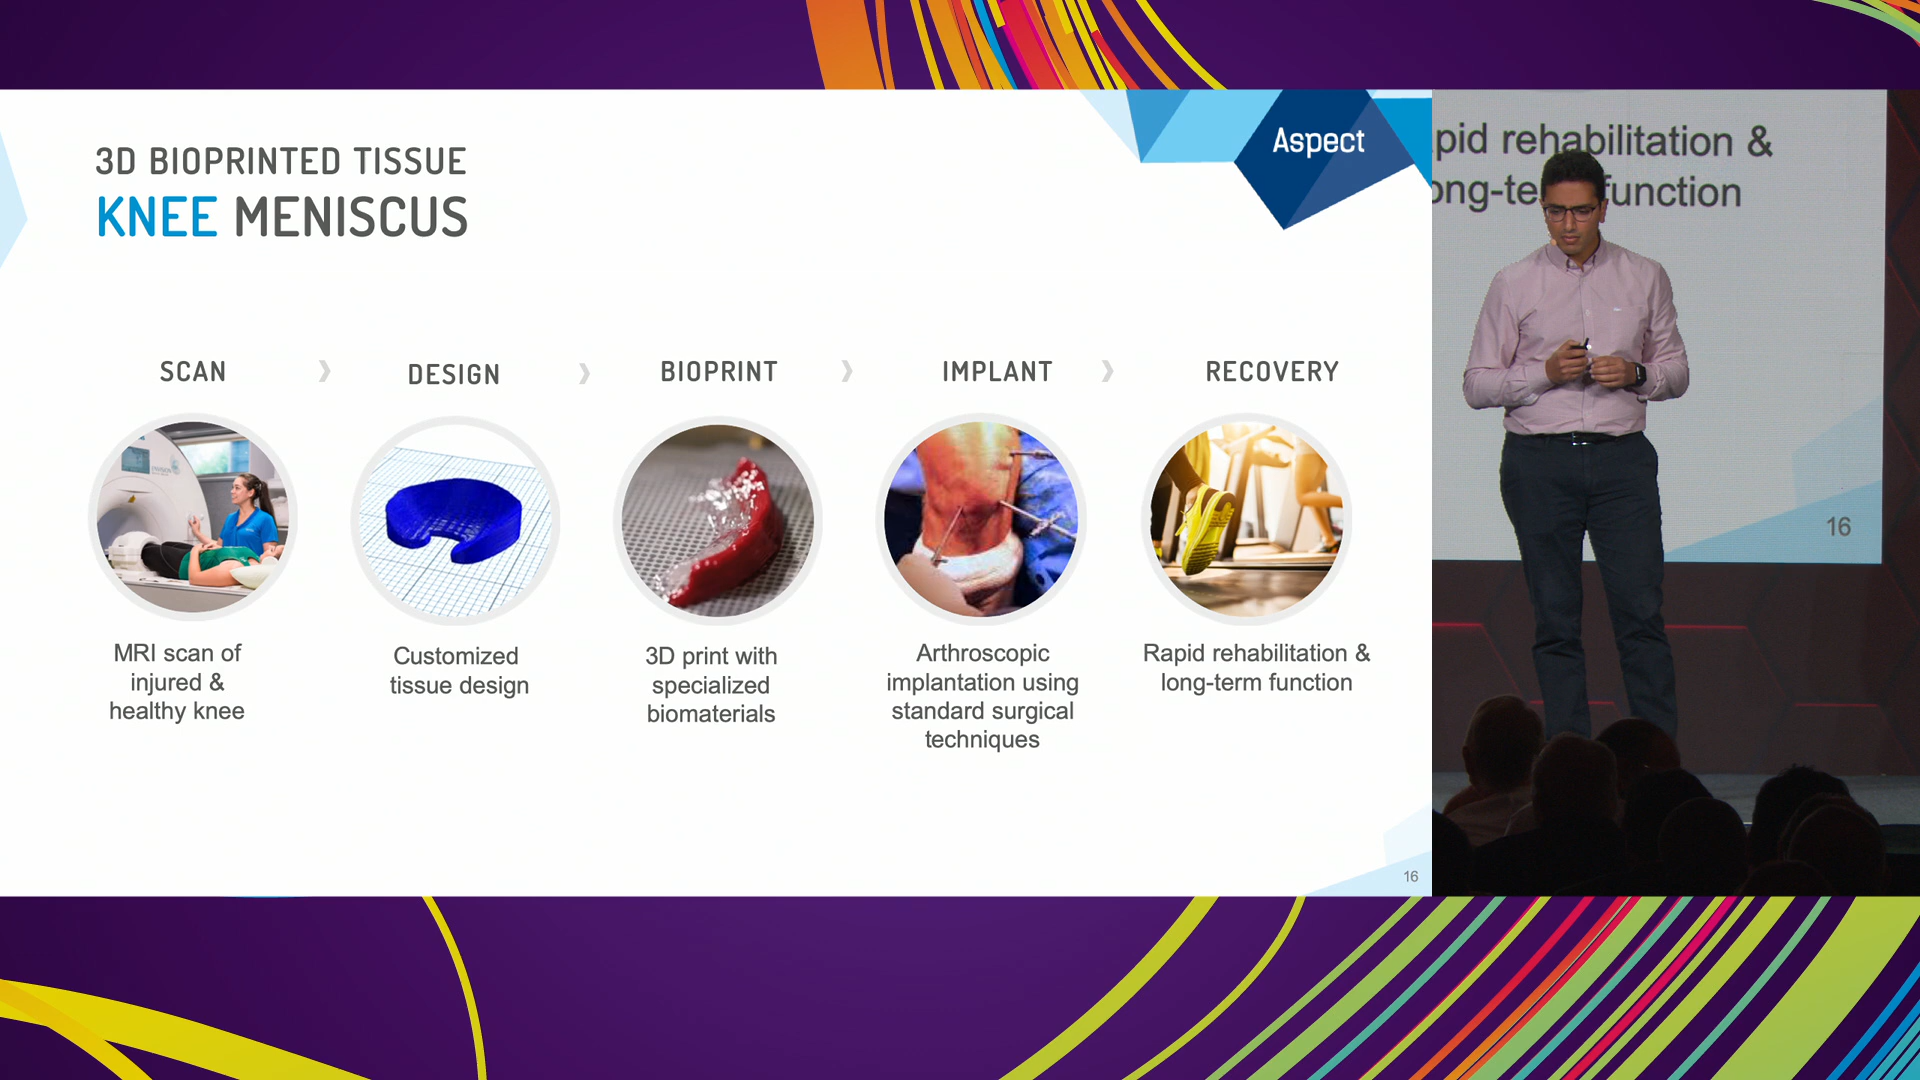 3D BIOPRINTED TISSUE
KNEE MENISCUS
Aspect
SCAN
DESIGN
BIOPRINT
IMPLANT
RECOVERY
MRI scan of
injured &
healthy knee
Customized
tissue design
3D print with
specialized
biomaterials
Arthroscopic
implantation using
standard surgical
techniques
Rapid rehabilitation &
long-term function
16
pid rehabilitation &
ong-te function
16